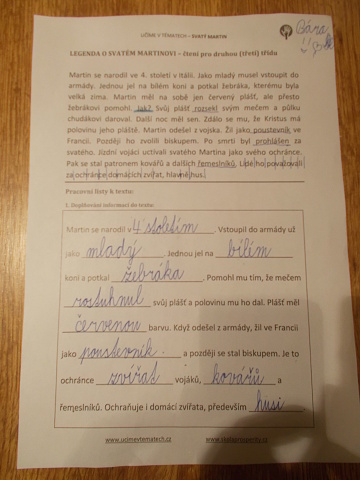 UČÍME V TÉMATECH – SVATÝ MARTIN
Bára
LEGENDA O SVATÉM MARTINOVI – čtení pro druhou (třetí) třídu
Martin se narodil ve 4. století v Itálii. Jako mladý musel vstoupit do
armády. Jednou jel na bílém koni a potkal žebráka, kterému byla
velká zima. Martin měl na sobě jen červený plášť, ale přesto
žebrákovi pomohl. Jak? Svůj plášť rozsekl svým mečem a půlku
chudákovi daroval. Další noc měl sen. Zdálo se mu, že Kristus má
polovinu jeho pláště. Martin odešel z vojska. Žil jako poustevník ve
Francii. Později ho zvolili biskupem. Po smrti byl prohlášen za
svatého. Jízdní vojáci uctívali svatého Martina jako svého ochránce.
Pak se stal patronem kovářů a dalších řemeslníků. Lidé ho považovali
za ochránce domácích zvířat, hlavně hus.
Pracovní listy k textu:
1. Doplňování informací do textu:
Martin se narodil v 4 stoletím. Vstoupil do armády už
jako mladý. Jednou jel na bílém
koni a potkal žebráka. Pomohl mu tím, že mečem
svůj plášť a polovinu mu ho dal. Plášť měl
červenou barvu. Když odešel z armády, žil ve Francii
jako poustevník a později se stal biskupem. Je to
ochránce zvířat vojáků, kovářů a
řemeslníků. Ochraňuje i domácí zvířata, především husi.
www.ucimevtematech.cz